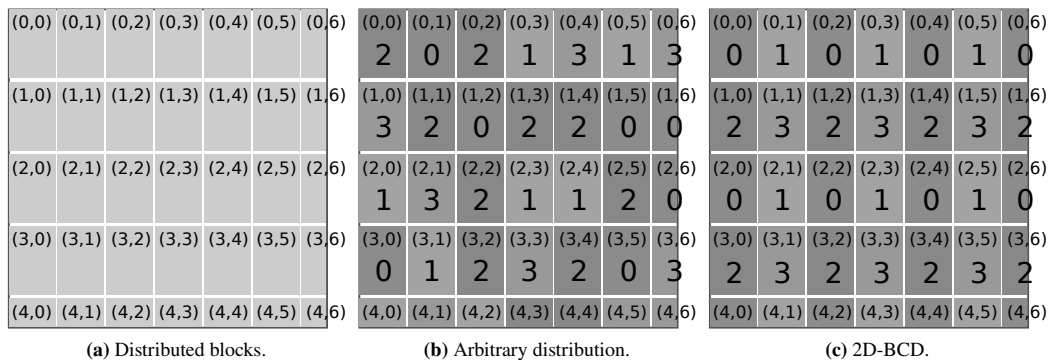 (0,0) (0,1) (0,2) (0,3) (0,4) (0,5) (0,6)
(1,0) (1,1) (1,2) (1,3) (1,4) (1,5) (1,6)
(2,0) (2,1) (2,2) (2,3) (2,4) (2,5) (2,6)
(3,0) (3,1) (3,2) (3,3) (3,4) (3,5) (3,6)
(4,0) (4,1) (4,2) (4,3) (4,4) (4,5) (4,6)
(a) Distributed blocks.
(0,0) (0,1) (0,2) (0,3) (0,4) (0,5) (0,6)
2 0 2 1 3 1 3
(1,0) (1,1) (1,2) (1,3) (1,4) (1,5) (1,6)
3 2 0 2 2 0 0
(2,0) (2,1) (2,2) (2,3) (2,4) (2,5) (2,6)
1 3 2 1 1 2 0
(3,0) (3,1) (3,2) (3,3) (3,4) (3,5) (3,6)
0 1 2 3 2 0 3
(4,0) (4,1) (4,2) (4,3) (4,4) (4,5) (4,6)
(b) Arbitrary distribution.
(0,0) (0,1) (0,2) (0,3) (0,4) (0,5) (0,6)
0 1 0 1 0 1 0
(1,0) (1,1) (1,2) (1,3) (1,4) (1,5) (1,6)
2 3 2 3 2 3 2
(2,0) (2,1) (2,2) (2,3) (2,4) (2,5) (2,6)
0 1 0 1 0 1 0
(3,0) (3,1) (3,2) (3,3) (3,4) (3,5) (3,6)
2 3 2 3 2 3 2
(4,0) (4,1) (4,2) (4,3) (4,4) (4,5) (4,6)
(c) 2D-BCD.